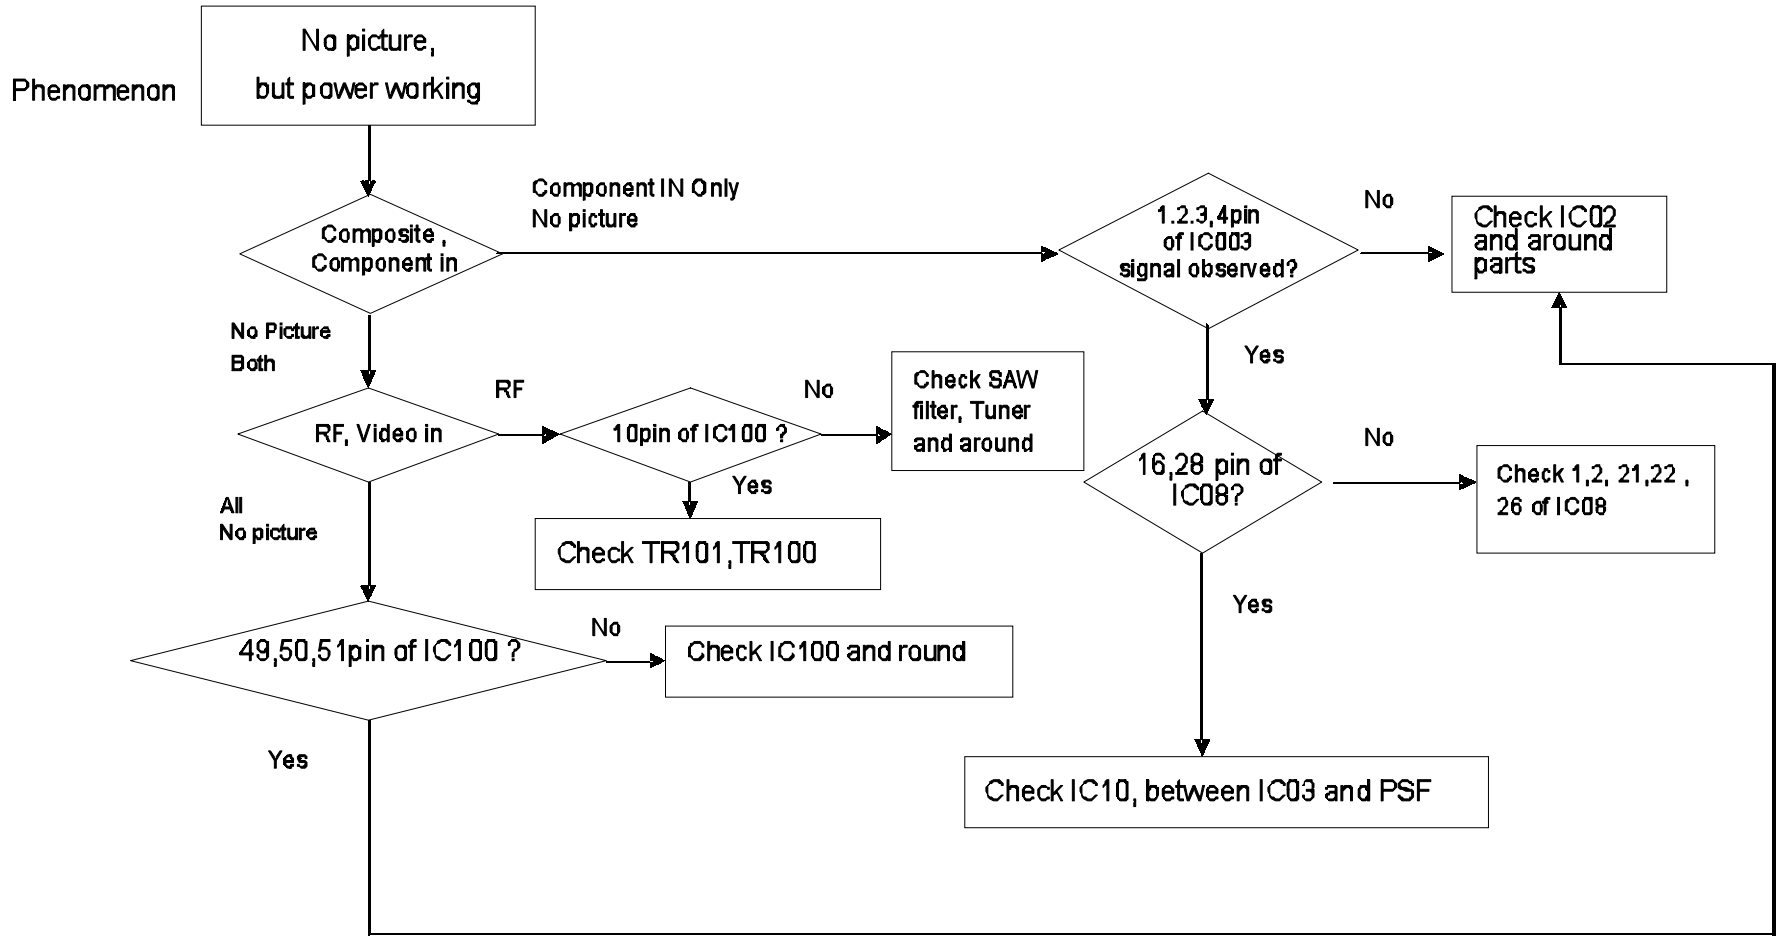 No picture,
but power working
Phenomenon
Component IN Only
No picture
Composite ,
Component in
1.2.3,4pin
of IC003
signal observed?
No
Check IC02
and around
parts
No Picture
Both
Yes
RF, Video in
RF
10pin of IC100 ?
No
Check SAW
filter, Tuner
and around
Yes
Check TR101,TR100
16,28 pin of
IC08?
No
Check 1,2, 21,22 ,
26 of IC08
All
No picture
Yes
49,50,51pin of IC100 ?
No
Check IC100 and round
Yes
Check IC10, between IC03 and PSF